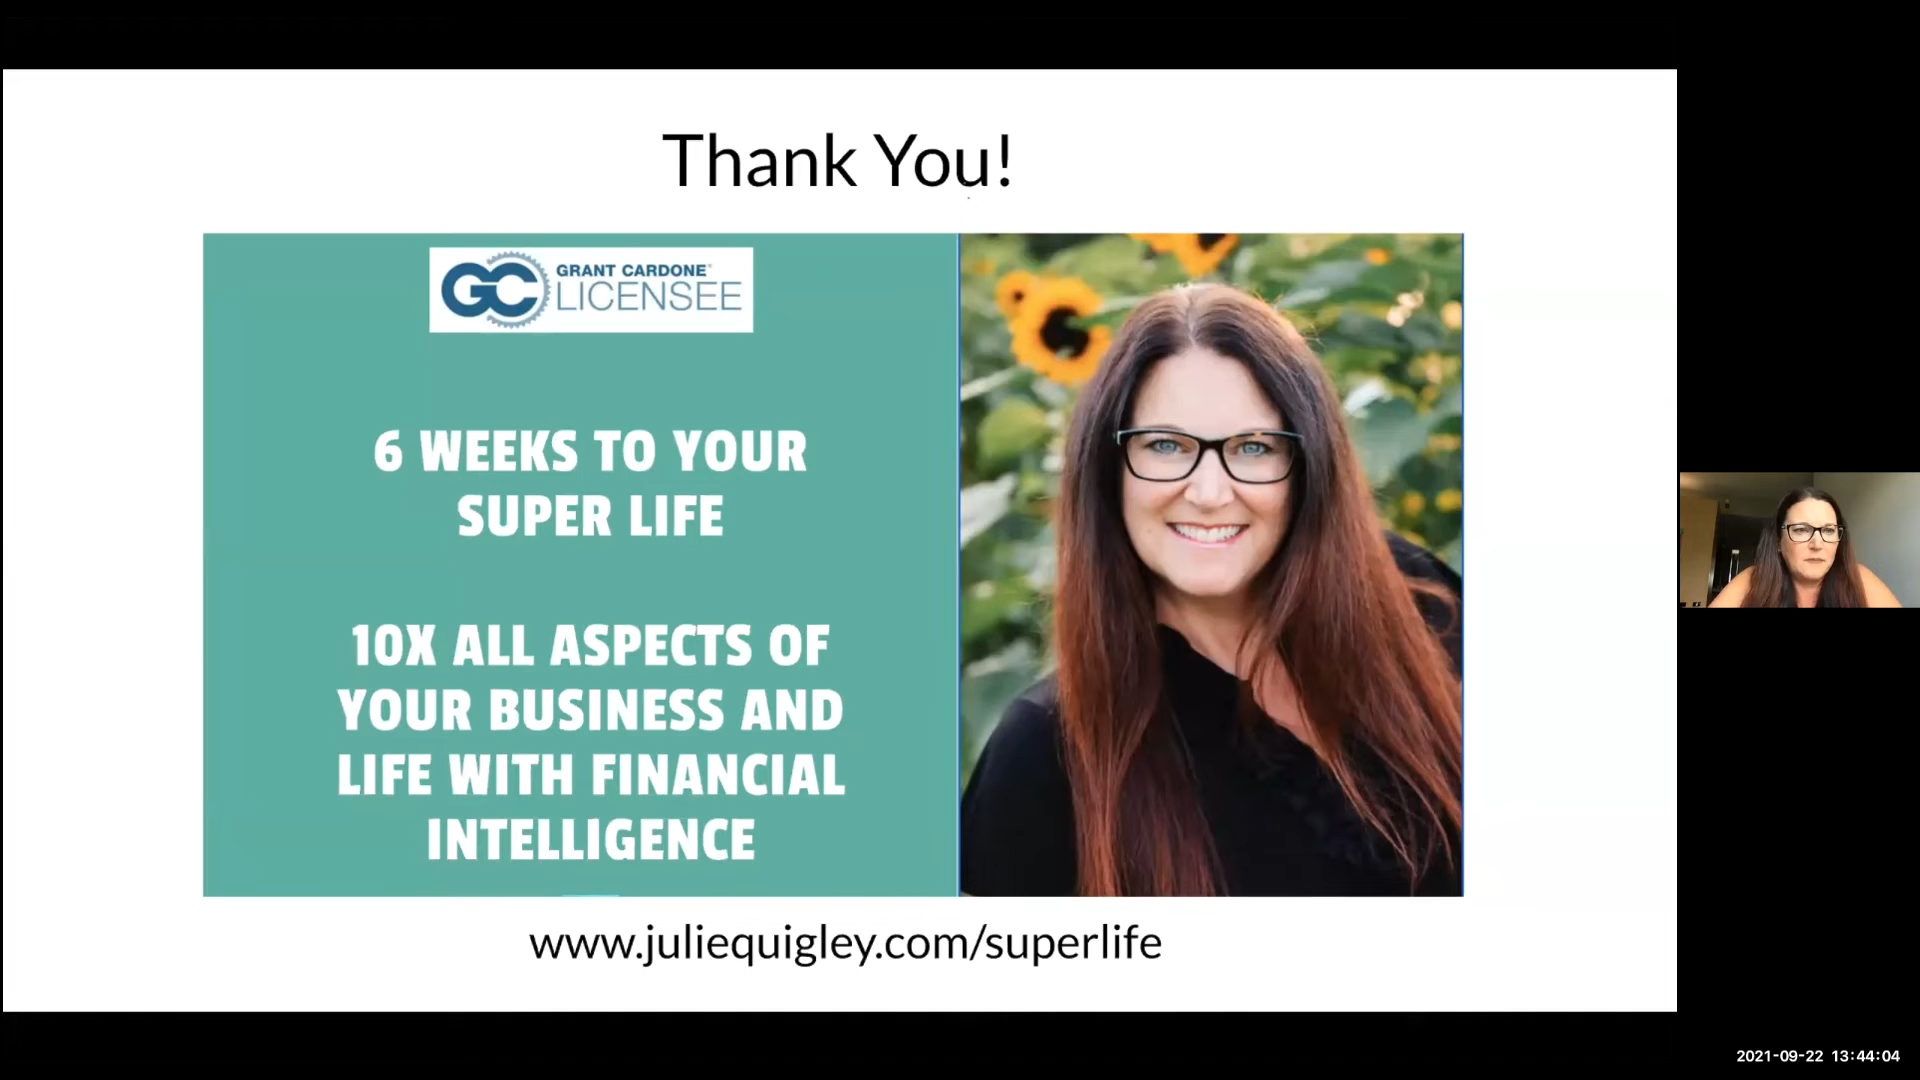 Thank You!
GC GRANT CARDONE®
LICENSEE
6 WEEKS TO YOUR
SUPER LIFE
10X ALL ASPECTS OF
YOUR BUSINESS AND
LIFE WITH FINANCIAL
INTELLIGENCE
www.juliequigley.com/superlife
2021-09-22 13:44:04